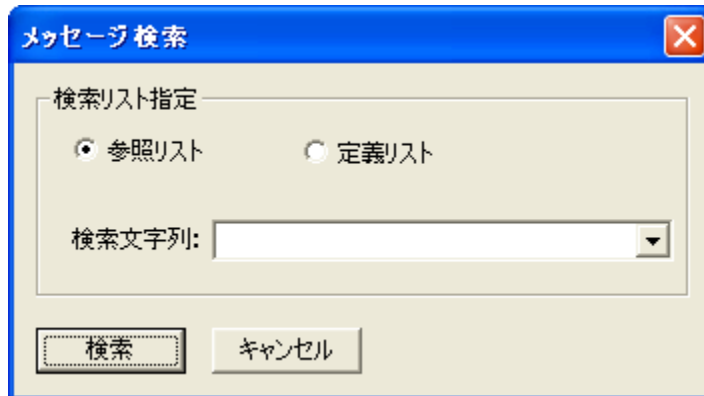 メッセージ検索
検索リスト指定
参照リスト 定義リスト
検索文字列:
検索 キャンセル